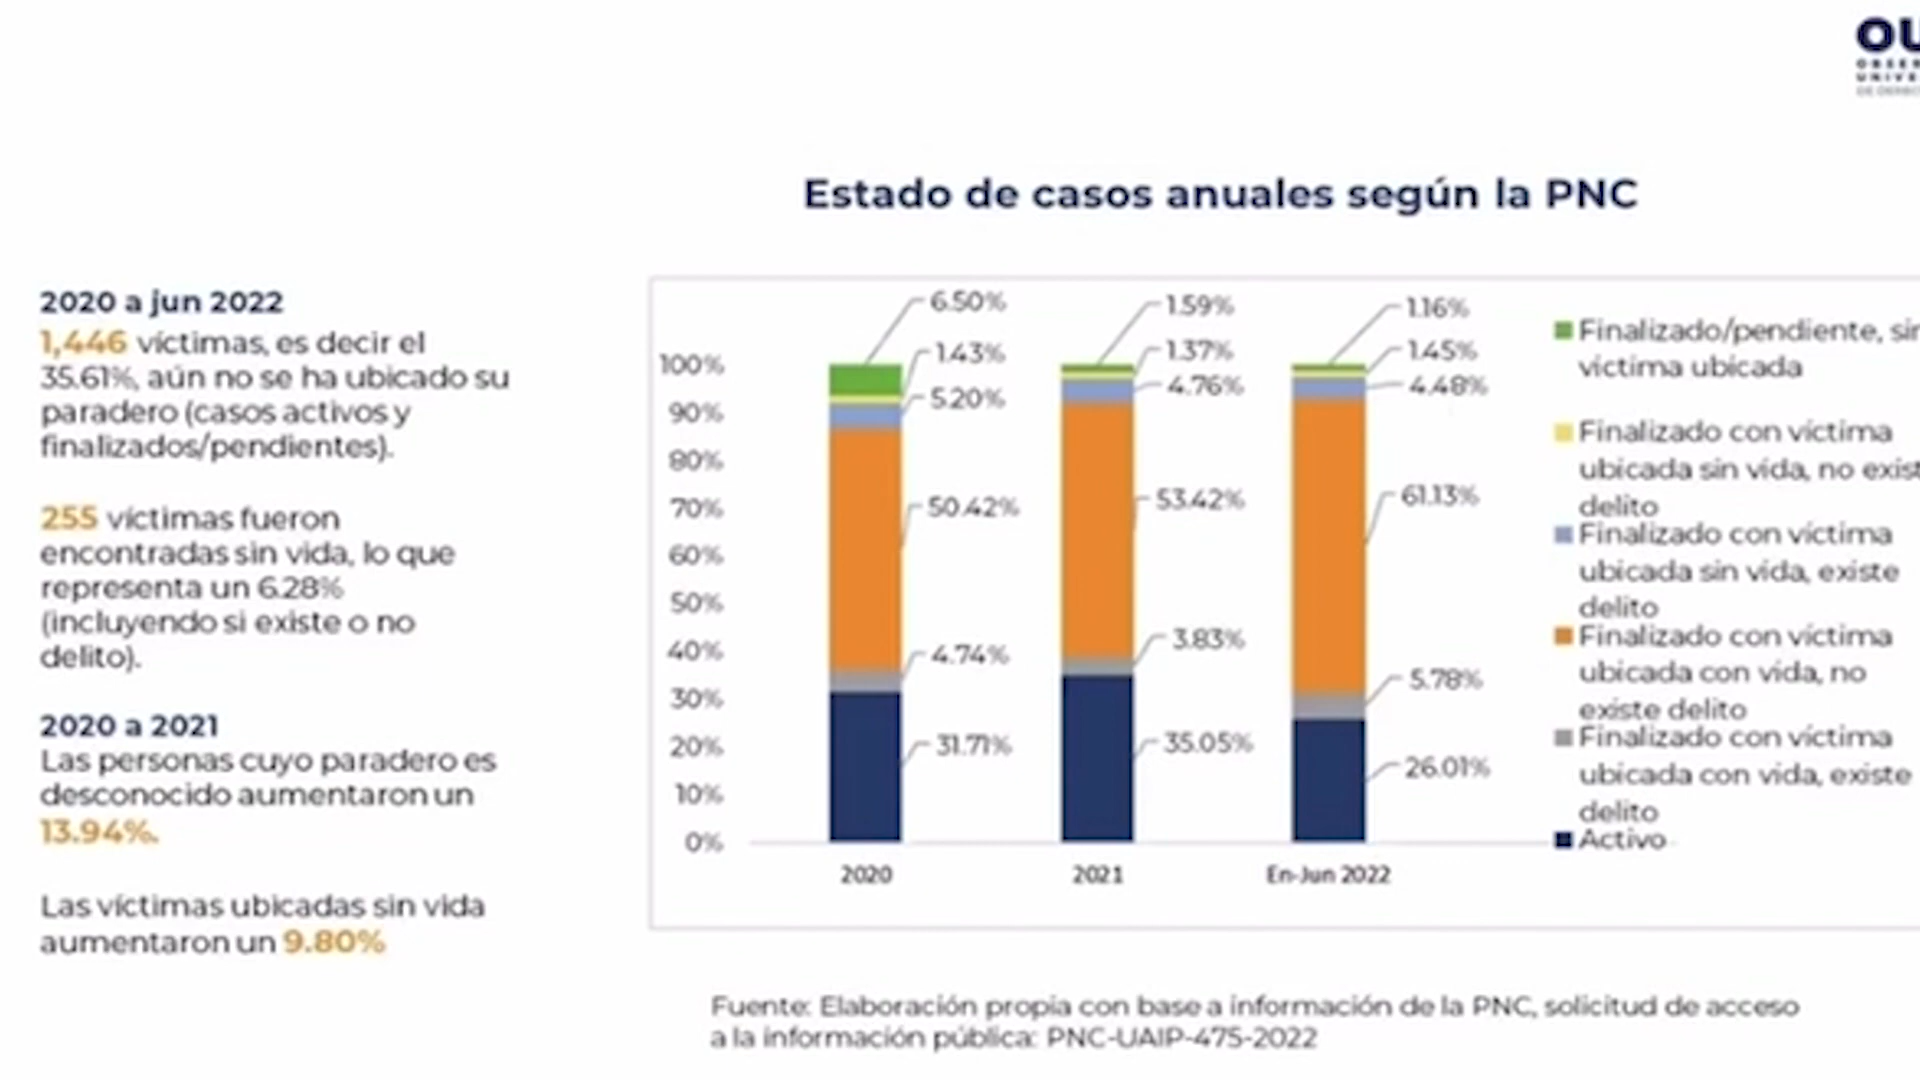 OU
OBSER
UNIVE
DE DEREC
Estado de casos anuales según la PNC
2020 a jun 2022
1,446 víctimas, es decir el
35.61%, aún no se ha ubicado su
paradero (casos activos y
finalizados/pendientes).
255 víctimas fueron
encontradas sin vida, lo que
representa un 6.28%
(incluyendo si existe o no
delito).
2020 a 2021
Las personas cuyo paradero es
desconocido aumentaron un
13.94%.
Las víctimas ubicadas sin vida
aumentaron un 9.80%
100%
90%
80%
70%
60%
50%
40%
30%
20%
10%
0%
6.50%
1.43%
5.20%
50.42%
4.74%
31.71%
1.59%
1.37%
4.76%
53.42%
3.83%
35.05%
1.16%
1.45%
4.48%
61.13%
5.78%
26.01%
2020
2021
En-Jun 2022
Finalizado/pendiente, sin
víctima ubicada
Finalizado con víctima
ubicada sin vida, no exist
delito
Finalizado con víctima
ubicada sin vida, existe
delito
Finalizado con víctima
ubicada con vida, no
existe delito
Finalizado con víctima
ubicada con vida, existe
delito
Activo
Fuente: Elaboración propia con base a información de la PNC, solicitud de acceso
a la información pública: PNC-UAIP-475-2022